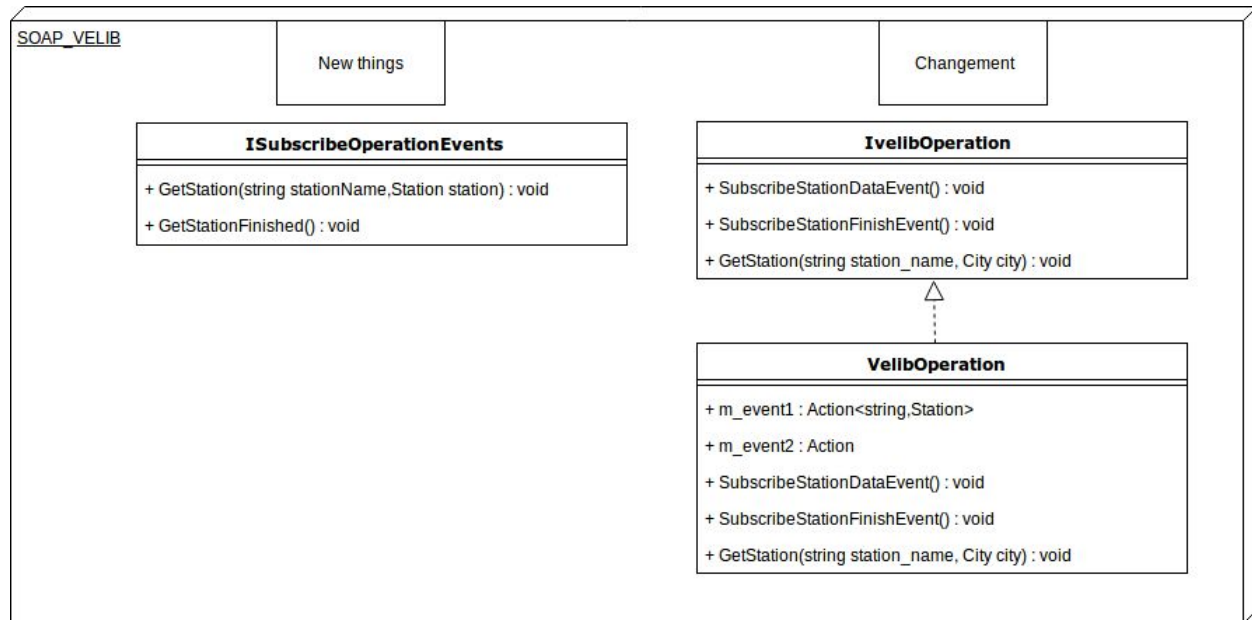 SOAP_VELIB
New things
Changement
ISubscribeOperationEvents
+ GetStation(string stationName,Station station) : void
+ GetStationFinished() : void
IvelibOperation
+ SubscribeStationDataEvent() : void
+ SubscribeStationFinishEvent() : void
+ GetStation(string station_name, City city) : void
VelibOperation
+ m_event1 : Action<string,Station>
+ m_event2 : Action
+ SubscribeStationDataEvent() : void
+ SubscribeStationFinishEvent() : void
+ GetStation(string station_name, City city) : void